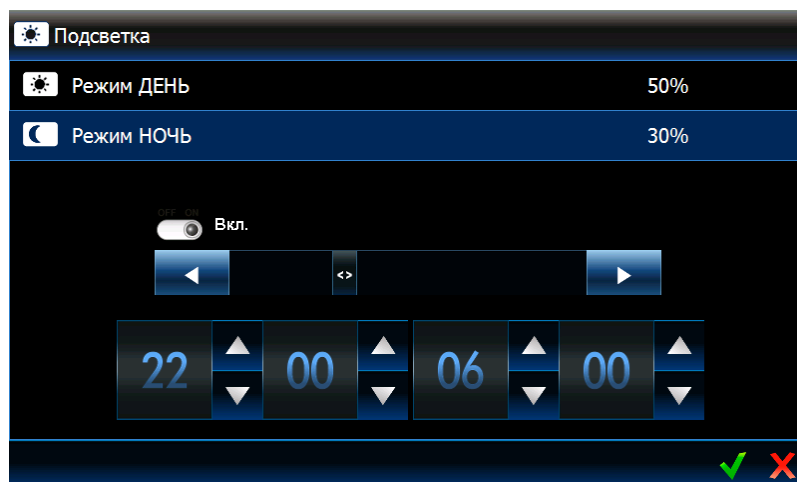 Подсветка
Режим ДЕНЬ 50%
Режим НОЧЬ 30%
OFF ON
Вкл.
<>
22 00 06 00